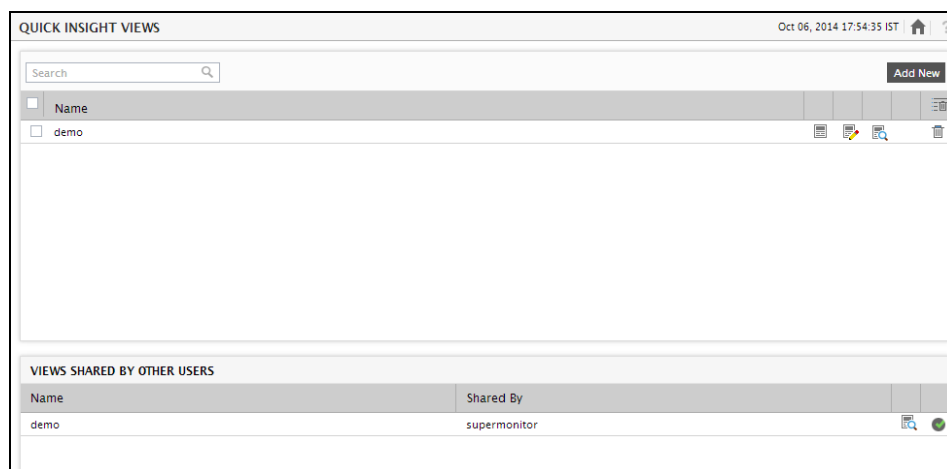 QUICK INSIGHT VIEWS Oct 06, 2014 17:54:35 IST ?
Search
Add New
Name
demo
VIEWS SHARED BY OTHER USERS
Name Shared By
demo supermonitor